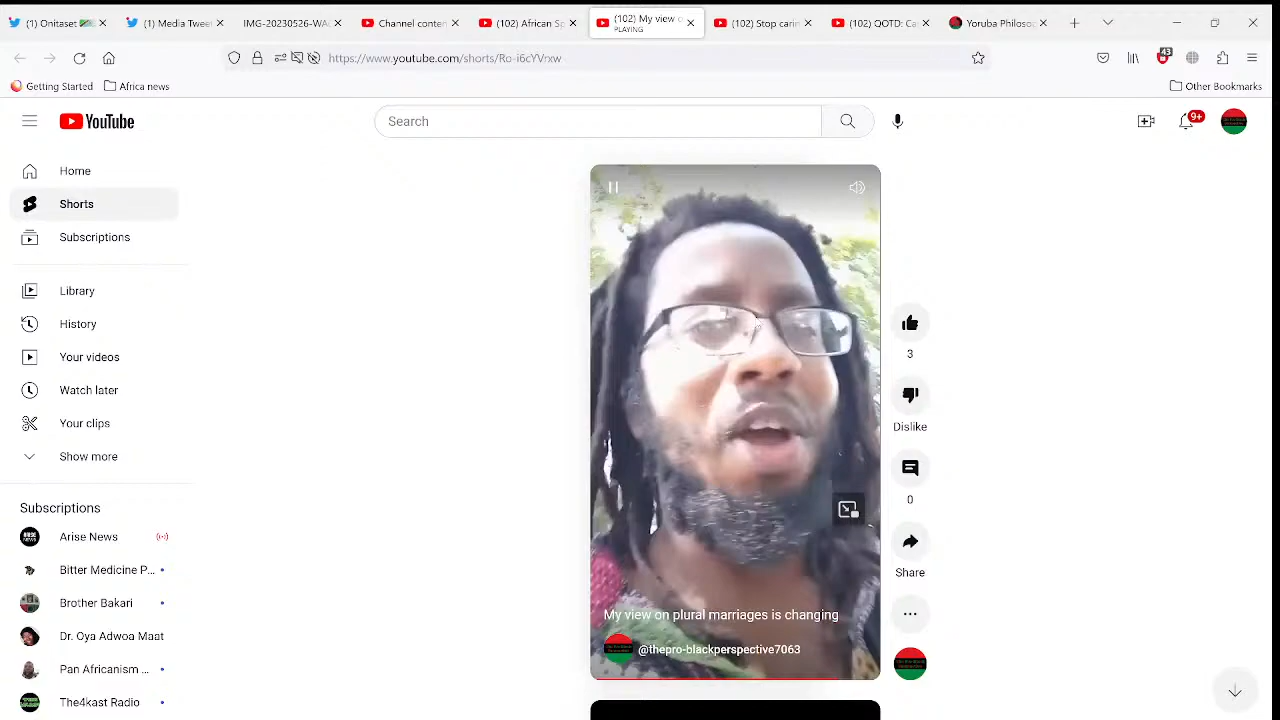 (1) Onitaset
(1) Media Tweet
IMG-20230526-WA
Channel conten
(102) African Sp
(102) My view o
PLAYING
(102) Stop carin
(102) QOTD: Ca
Yoruba Philoso
https://www.youtube.com/shorts/Ro-i6cYVrxw
43
Getting Started
Africa news
Other Bookmarks
YouTube
Search
9+
Home
Shorts
Subscriptions
Library
History
Your videos
Watch later
Your clips
Show more
Subscriptions
Arise News
Bitter Medicine P...
Brother Bakari
Dr. Oya Adwoa Maat
Pan Africanism ...
The4kast Radio
3
Dislike
0
Share
My view on plural marriages is changing
@thepro-blackperspective7063